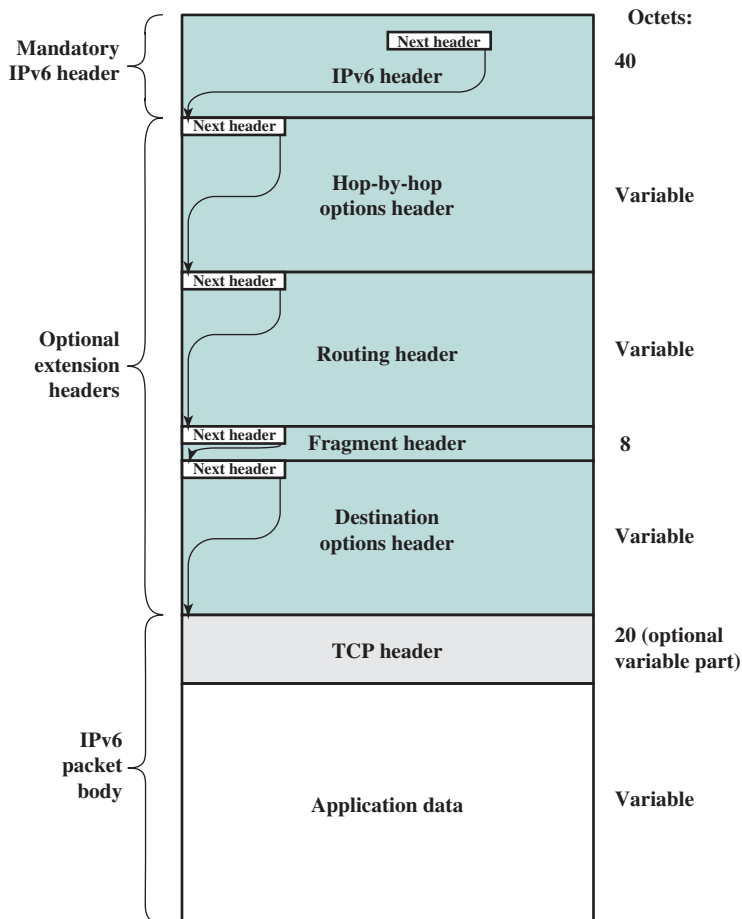 Octets:
Mandatory
IPv6 header
Next header
IPv6 header
40
Next header
Hop-by-hop
options header
Variable
Optional
extension
headers
Next header
Routing header
Variable
Next header
Fragment header
8
Next header
Destination
options header
Variable
TCP header
20 (optional
variable part)
IPv6
packet
body
Application data
Variable